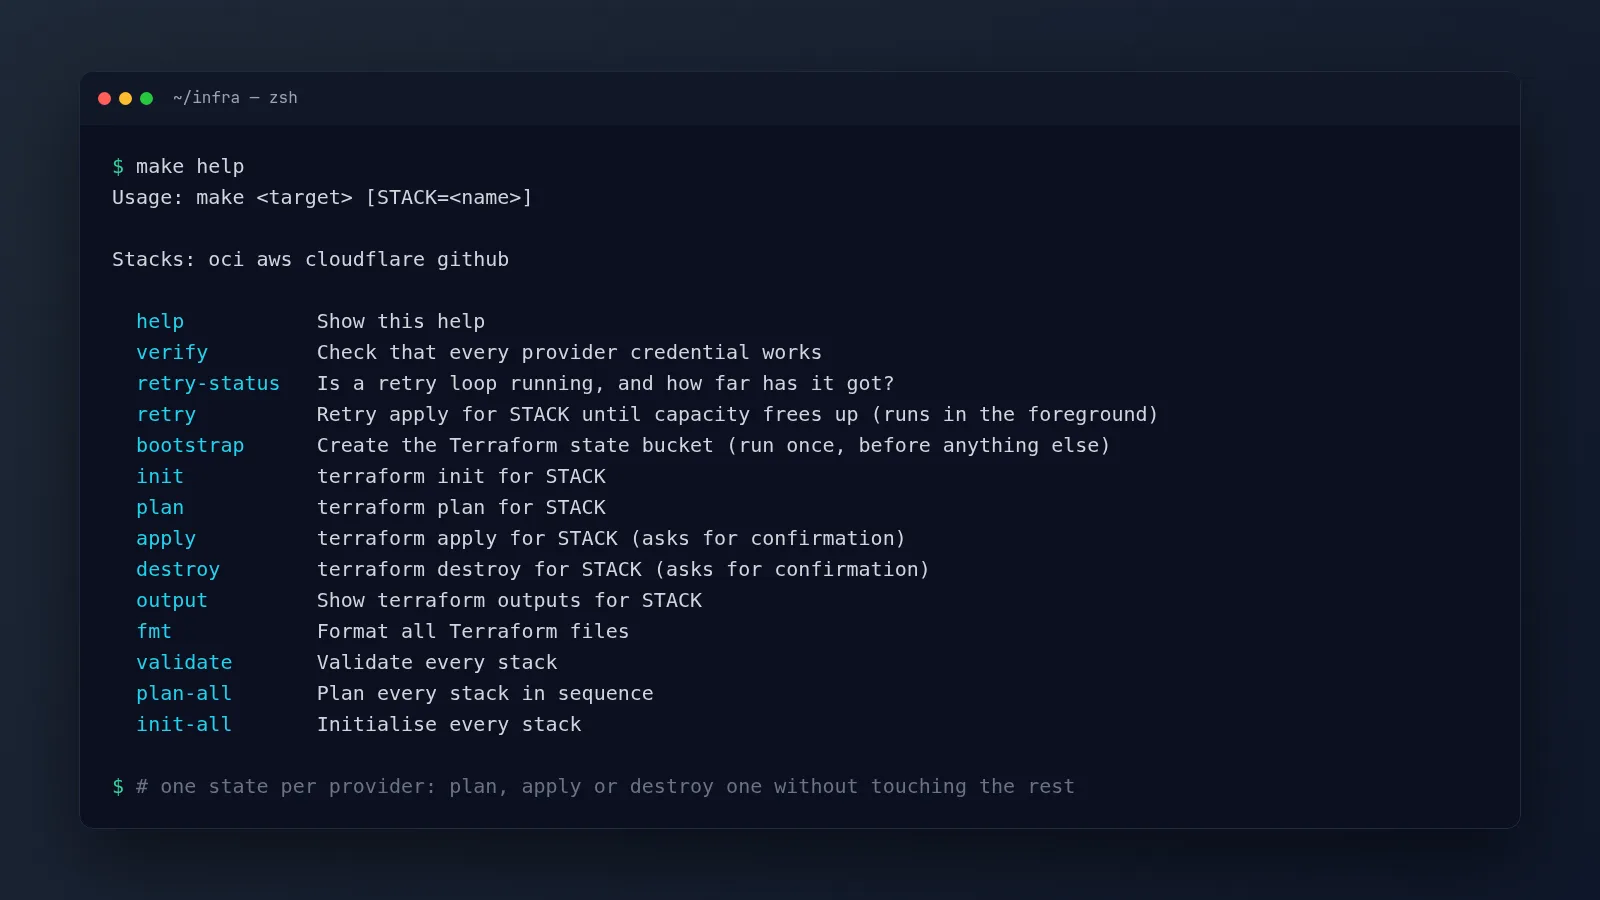 ~/infra — zsh
$ make help
Usage: make <target> [STACK=<name>]
Stacks: oci aws cloudflare github
help Show this help
verify Check that every provider credential works
retry-status Is a retry loop running, and how far has it got?
retry Retry apply for STACK until capacity frees up (runs in the foreground)
bootstrap Create the Terraform state bucket (run once, before anything else)
init terraform init for STACK
plan terraform plan for STACK
apply terraform apply for STACK (asks for confirmation)
destroy terraform destroy for STACK (asks for confirmation)
output Show terraform outputs for STACK
fmt Format all Terraform files
validate Validate every stack
plan-all Plan every stack in sequence
init-all Initialise every stack
$ # one state per provider: plan, apply or destroy one without touching the rest